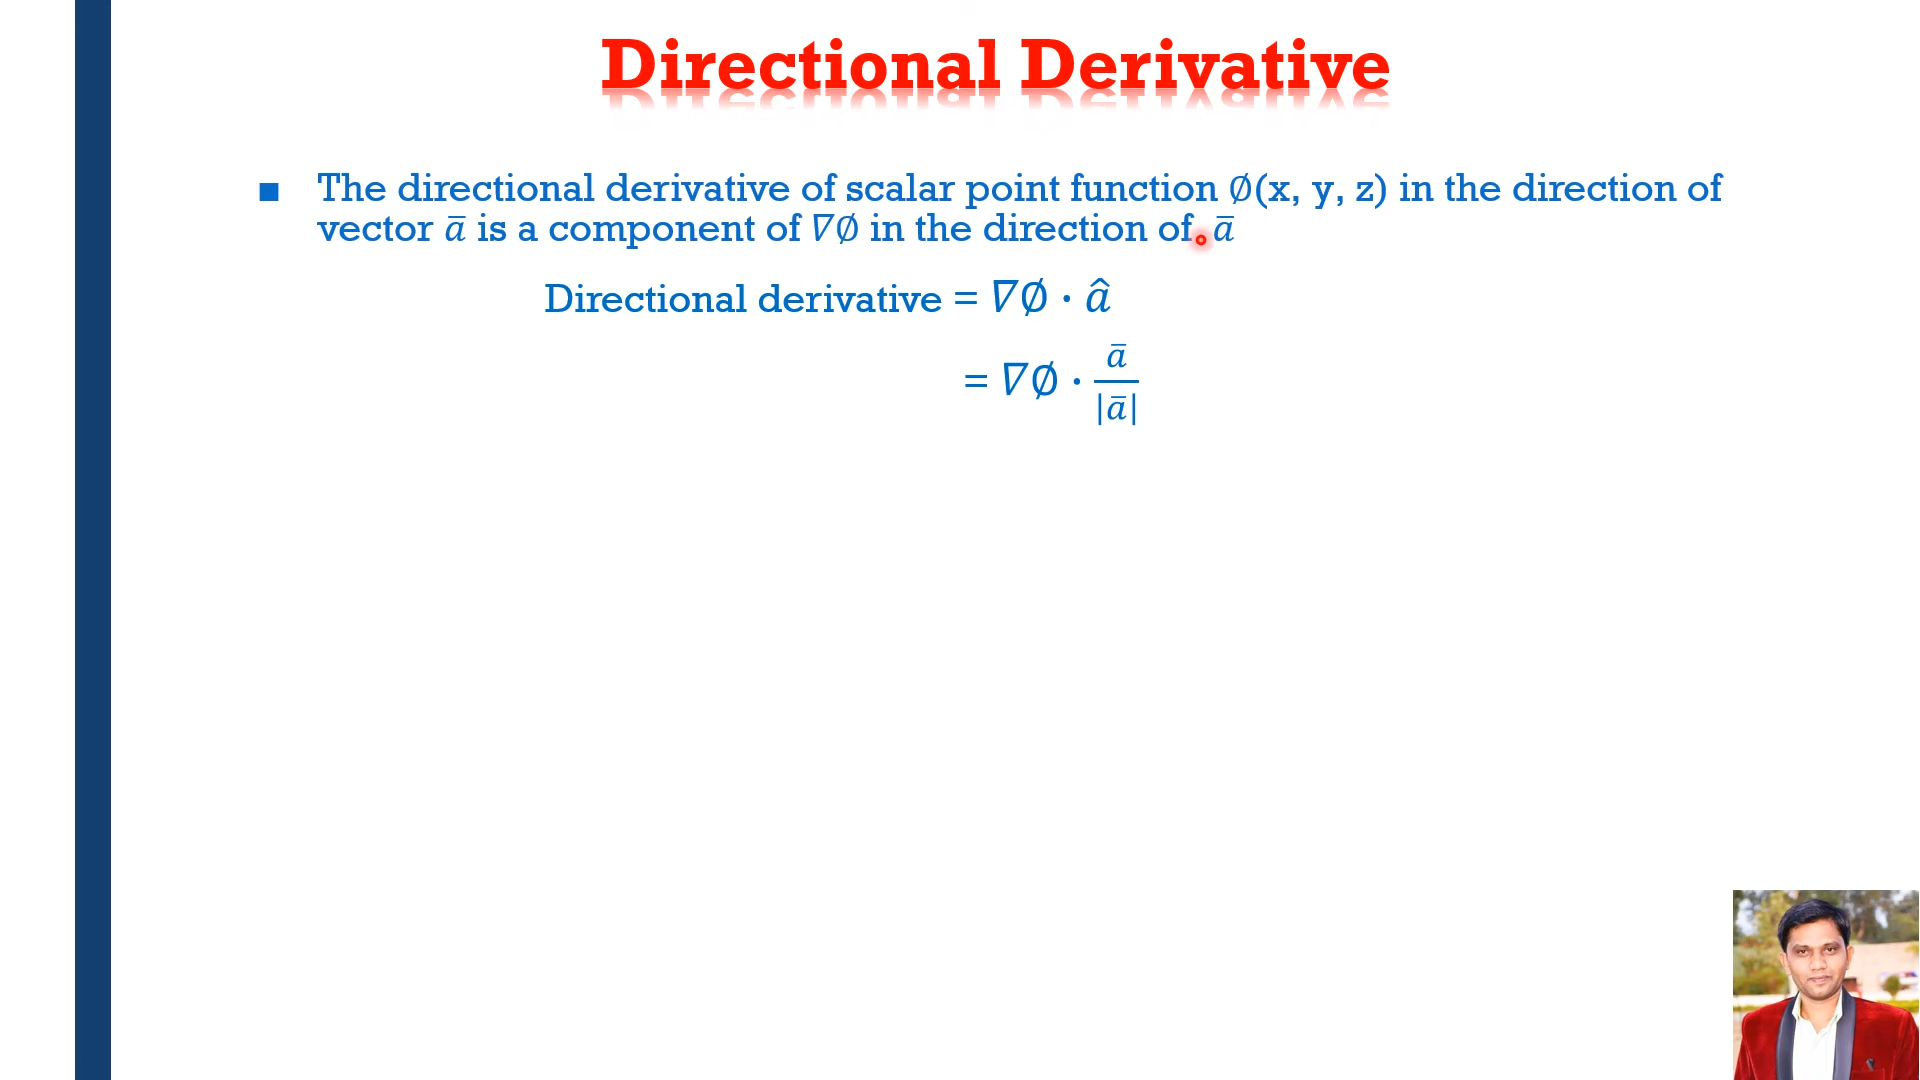 Directional Derivative
■ The directional derivative of scalar point function ∅(x, y, z) in the direction of
vector a̅ is a component of ∇∅ in the direction of a̅
Directional derivative = ∇∅ · â
= ∇∅ · a̅/|a̅|